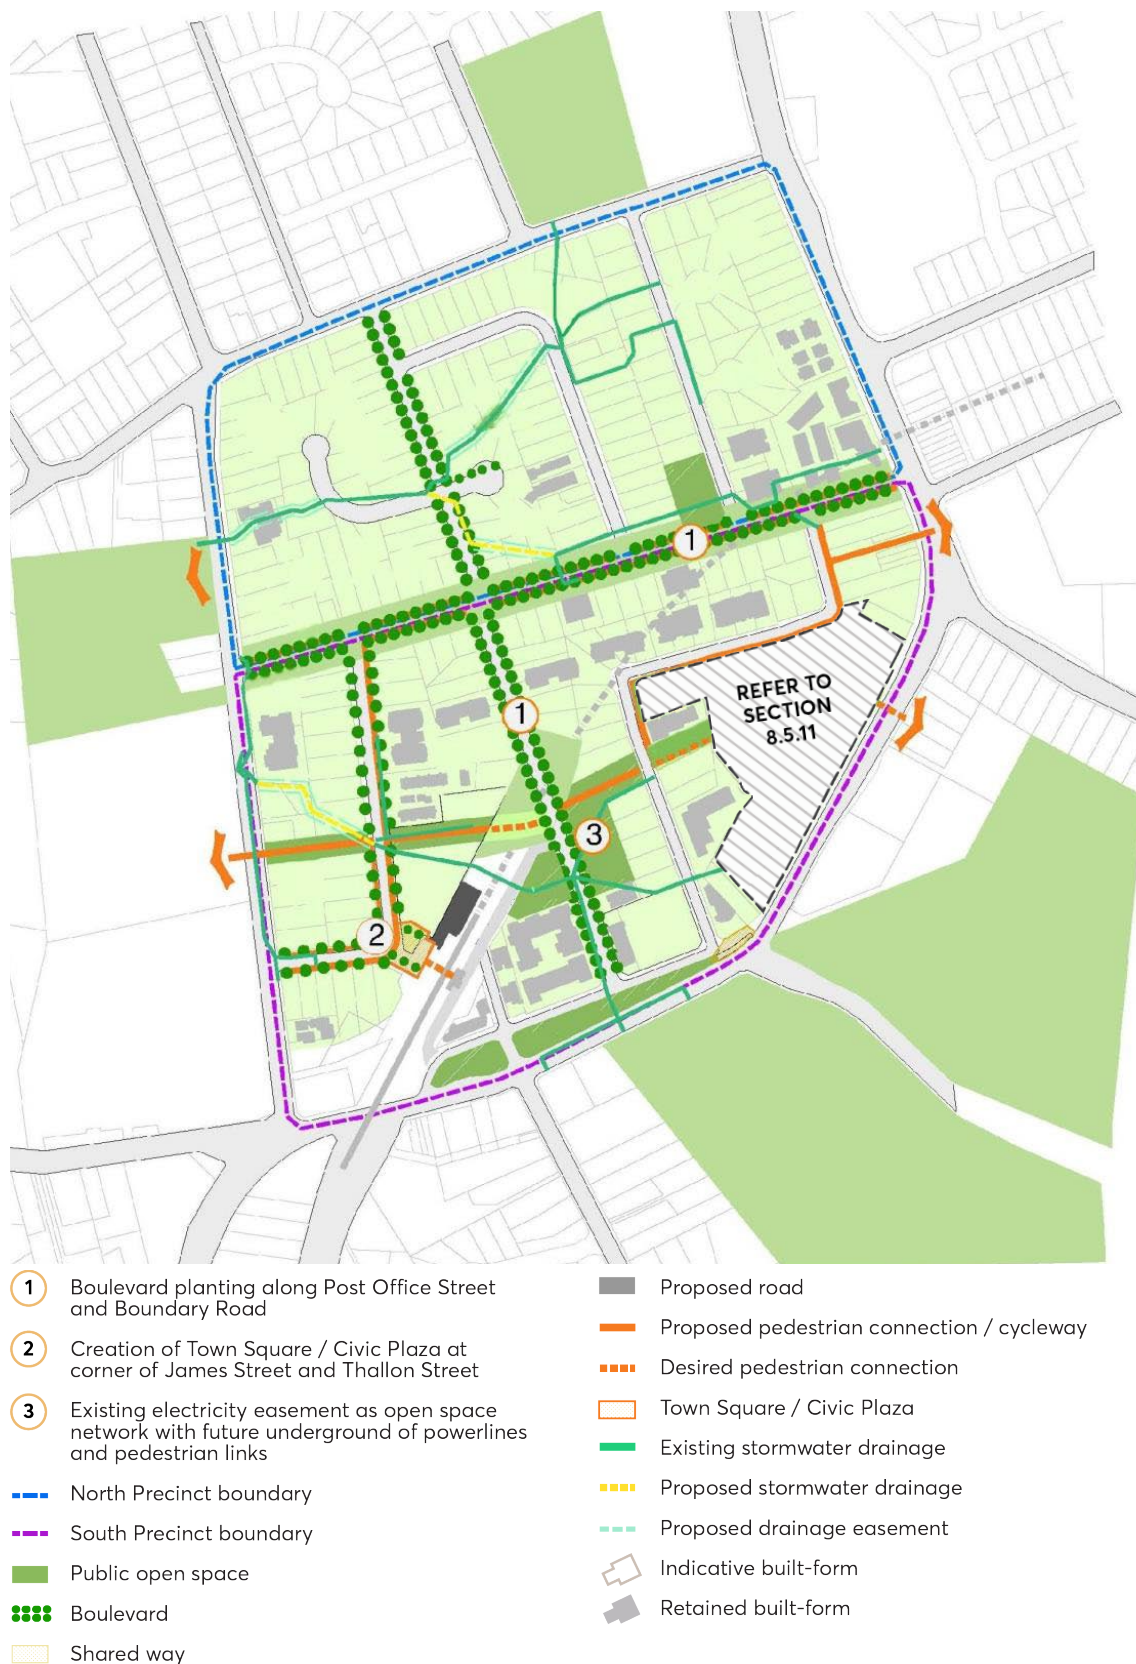 1
REFER TO
SECTION
8.5.11
1
3
2
1 Boulevard planting along Post Office Street
and Boundary Road
2 Creation of Town Square / Civic Plaza at
corner of James Street and Thallon Street
3 Existing electricity easement as open space
network with future underground of powerlines
and pedestrian links
North Precinct boundary
South Precinct boundary
Public open space
Boulevard
Shared way
Proposed road
Proposed pedestrian connection / cycleway
Desired pedestrian connection
Town Square / Civic Plaza
Existing stormwater drainage
Proposed stormwater drainage
Proposed drainage easement
Indicative built-form
Retained built-form